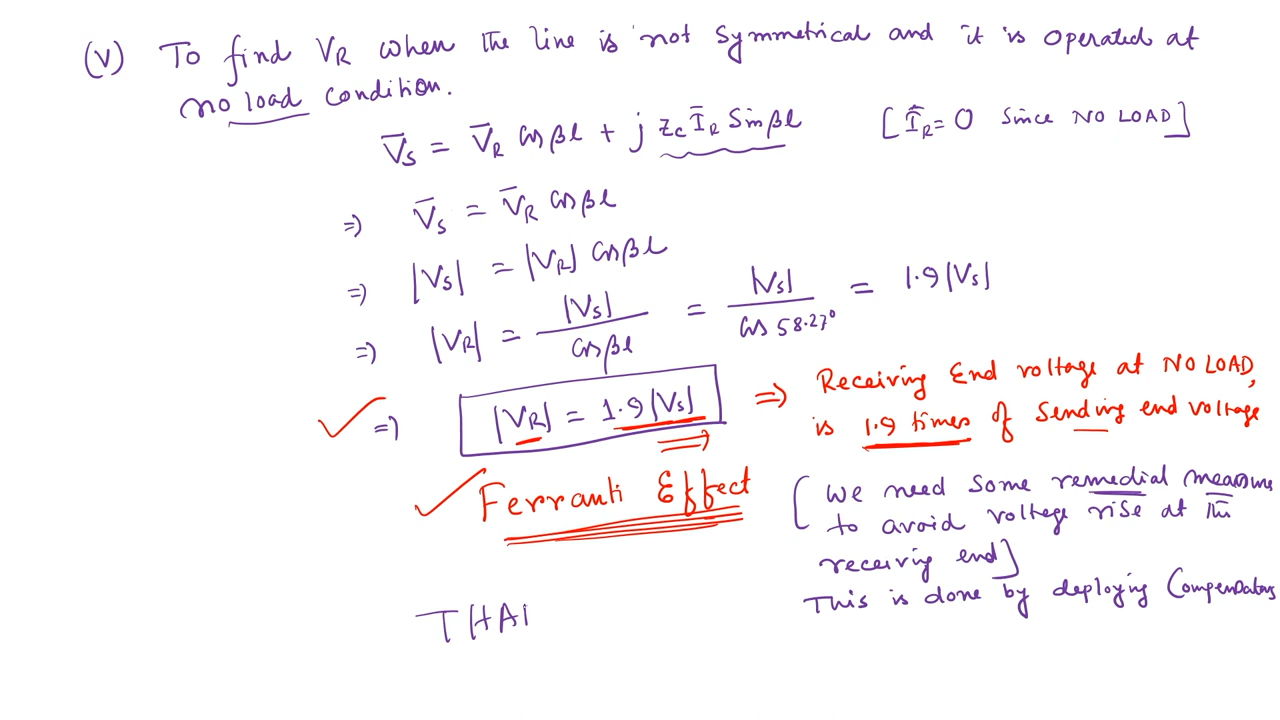 (V) To find VR when the line is not symmetrical and it is operated at
no load condition.
V̄s = V̄R cos βl + j Zc ĪR Sin βl [ĪR = 0 since NO LOAD]
⇒ V̄s = V̄R cos βl
⇒ |Vs| = |VR| cos βl
⇒ |VR| = |Vs| / cos βl = |Vs| / cos 58.27° = 1.9 |Vs|
⇒ |VR| = 1.9 |Vs| ⇒ Receiving End voltage at NO LOAD,
is 1.9 times of sending end voltage
Ferranti Effect
[we need some remedial measure
to avoid voltage rise at the
receiving end]
This is done by deploying Compensators
THAN